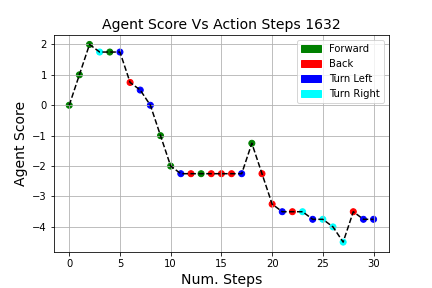 Agent Score Vs Action Steps 1632
Forward
Back
Turn Left
Turn Right
Agent Score
2
1
0
−1
−2
−3
−4
0 5 10 15 20 25 30
Num. Steps